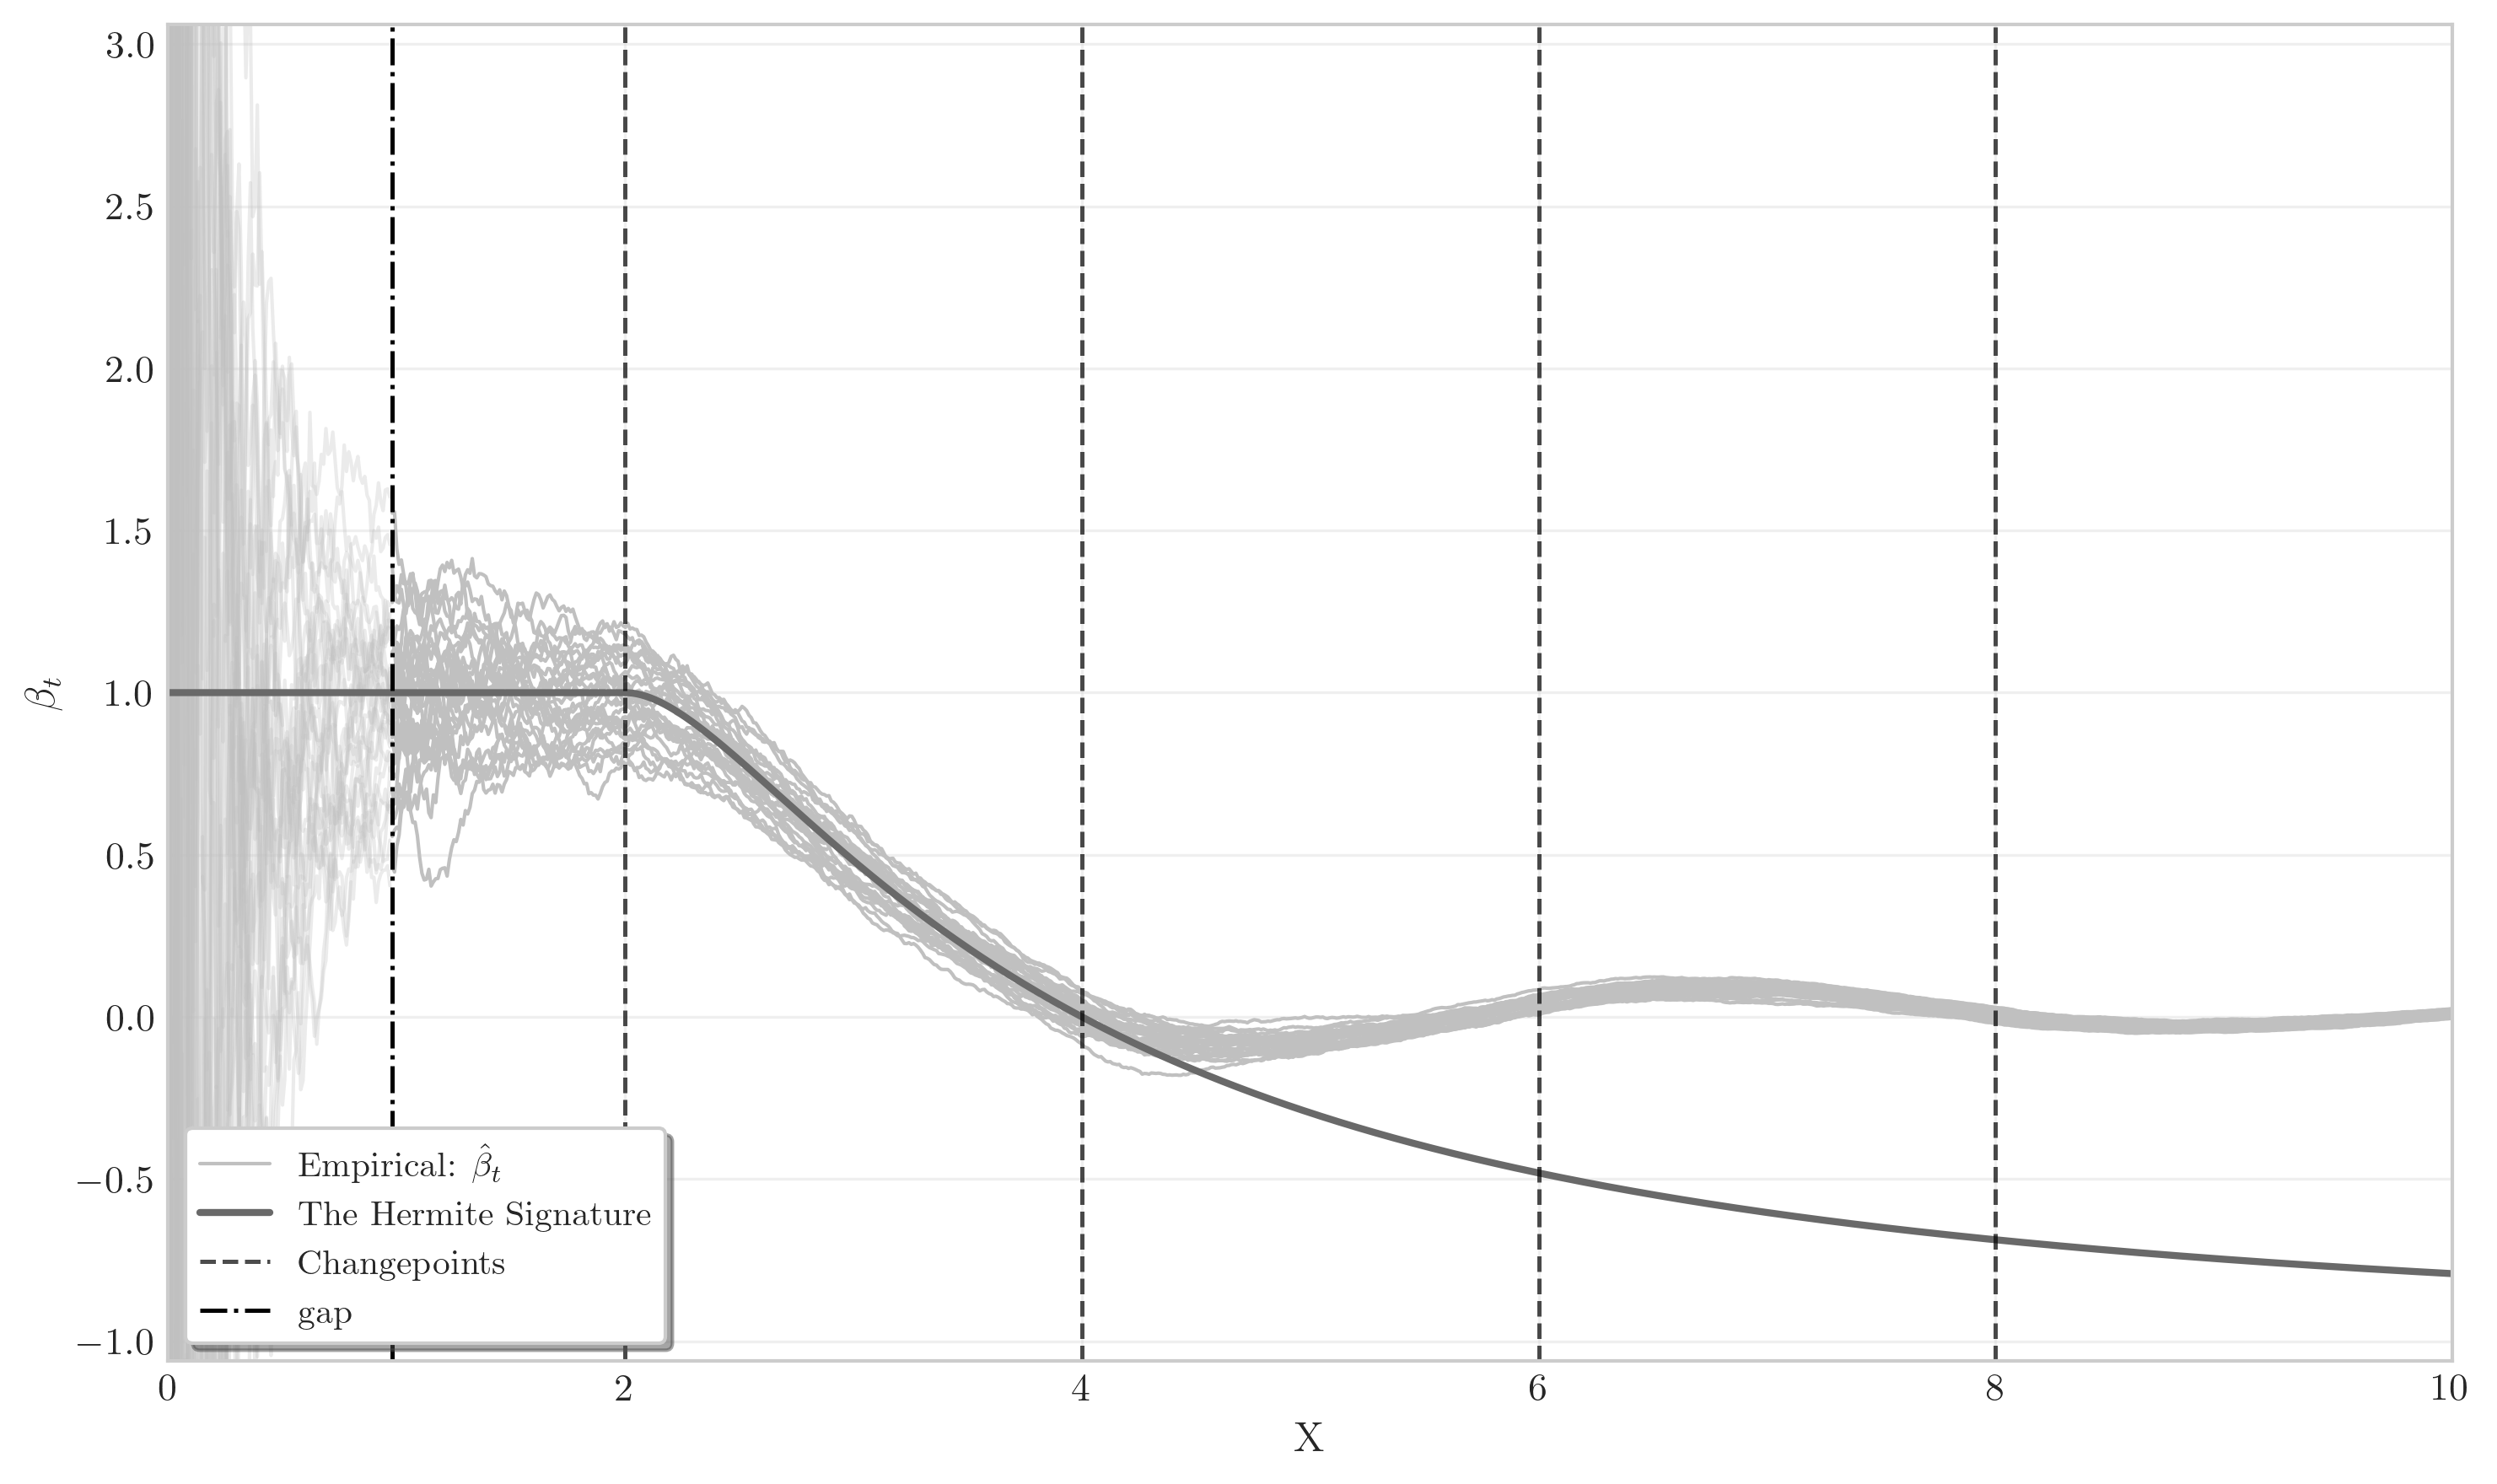 3.0
2.5
2.0
1.5
1.0
0.5
0.0
−0.5
−1.0
β_t
Empirical: β̂_t
The Hermite Signature
Changepoints
gap
0 2 4 6 8 10
X